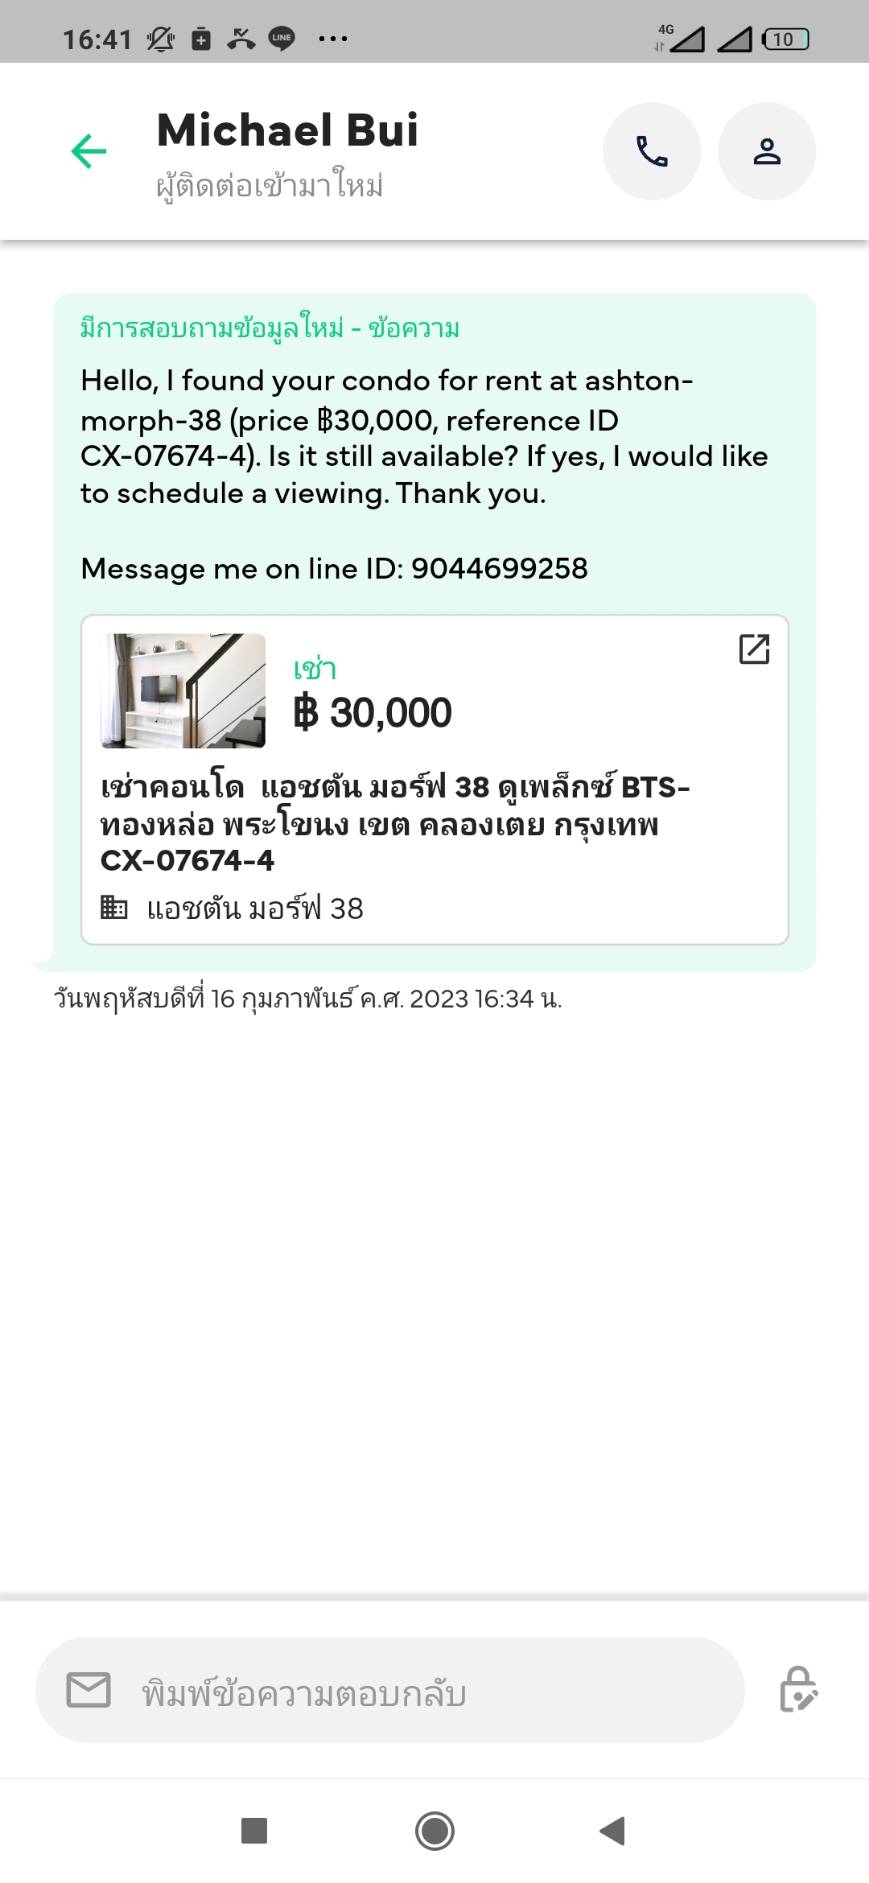 16:41
LINE
4G
10
Michael Bui
ผู้ติดต่อเข้ามาใหม่
มีการสอบถามข้อมูลใหม่ - ข้อความ
Hello, I found your condo for rent at ashton-
morph-38 (price ฿30,000, reference ID
CX-07674-4). Is it still available? If yes, I would like
to schedule a viewing. Thank you.
Message me on line ID: 9044699258
เช่า
฿ 30,000
เช่าคอนโด  แอชตัน มอร์ฟ 38 ดูเพล็กซ์ BTS-
ทองหล่อ พระโขนง เขต คลองเตย กรุงเทพ
CX-07674-4
แอชตัน มอร์ฟ 38
วันพฤหัสบดีที่ 16 กุมภาพันธ์ ค.ศ. 2023 16:34 น.
พิมพ์ข้อความตอบกลับ